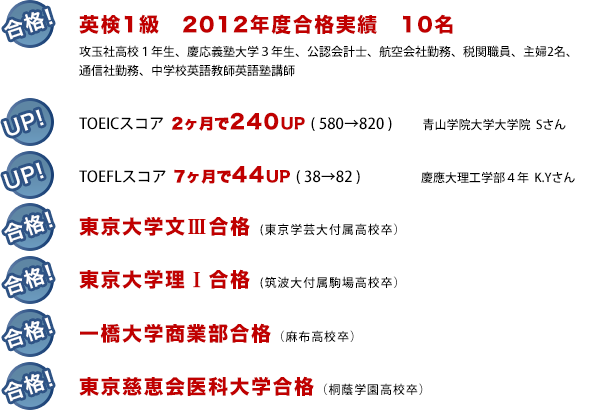 合格! 英検1級 2012年度合格実績 10名
攻玉社高校1年生、慶応義塾大学3年生、公認会計士、航空会社勤務、税関職員、主婦2名、
通信社勤務、中学校英語教師英語塾講師
UP! TOEICスコア 2ヶ月で240UP ( 580→820 ) 青山学院大学大学院 Sさん
UP! TOEFLスコア 7ヶ月で44UP ( 38→82 ) 慶應大理工学部4年 K.Yさん
合格! 東京大学文Ⅲ合格 (東京学芸大付属高校卒)
合格! 東京大学理Ⅰ合格 (筑波大付属駒場高校卒)
合格! 一橋大学商業部合格 (麻布高校卒)
合格! 東京慈恵会医科大学合格 (桐蔭学園高校卒)